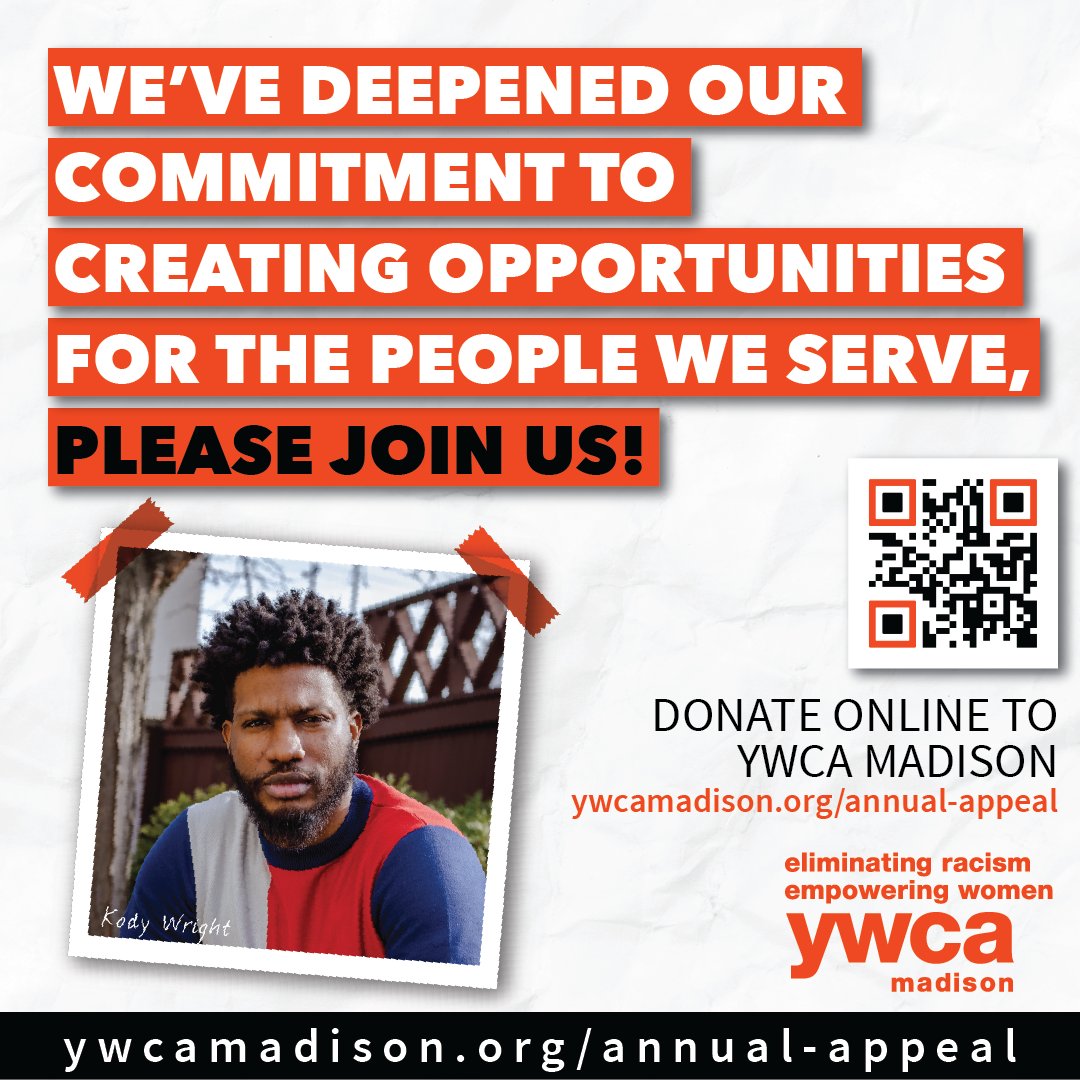 WE'VE DEEPENED OUR
COMMITMENT TO
CREATING OPPORTUNITIES
FOR THE PEOPLE WE SERVE,
PLEASE JOIN US!
DONATE ONLINE TO
YWCA MADISON
ywcamadison.org/annual-appeal
eliminating racism
empowering women
ywca
madison
Kody Wright
ywcamadison.org/annual-appeal